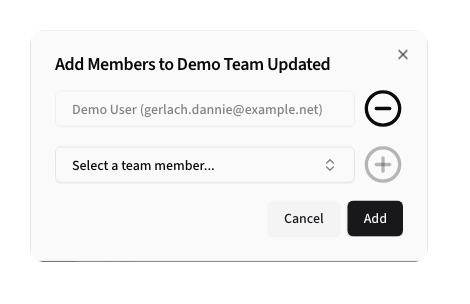 Add Members to Demo Team Updated
Demo User (gerlach.dannie@example.net)
Select a team member...
Cancel
Add